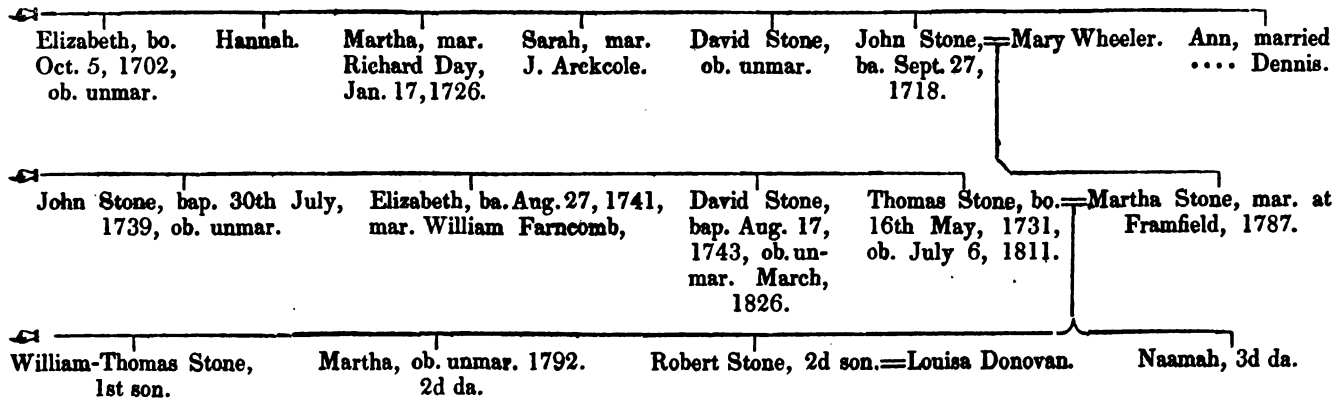 Elizabeth, bo.
Oct. 5, 1702,
ob. unmar.
Hannah.
Martha, mar.
Richard Day,
Jan. 17, 1726.
Sarah, mar.
J. Arckcole.
David Stone,
ob. unmar.
John Stone,=Mary Wheeler.
ba. Sept. 27,
1718.
Ann, married
.... Dennis.
John Stone, bap. 30th July,
1739, ob. unmar.
Elizabeth, ba. Aug. 27, 1741,
mar. William Farncomb,
David Stone,
bap. Aug. 17,
1743, ob. un-
mar. March,
1826.
Thomas Stone, bo.=Martha Stone, mar. at
16th May, 1731,
ob. July 6, 1811.
Framfield, 1787.
William-Thomas Stone,
1st son.
Martha, ob. unmar. 1792.
2d da.
Robert Stone, 2d son.=Louisa Donovan.
Naamah, 3d da.